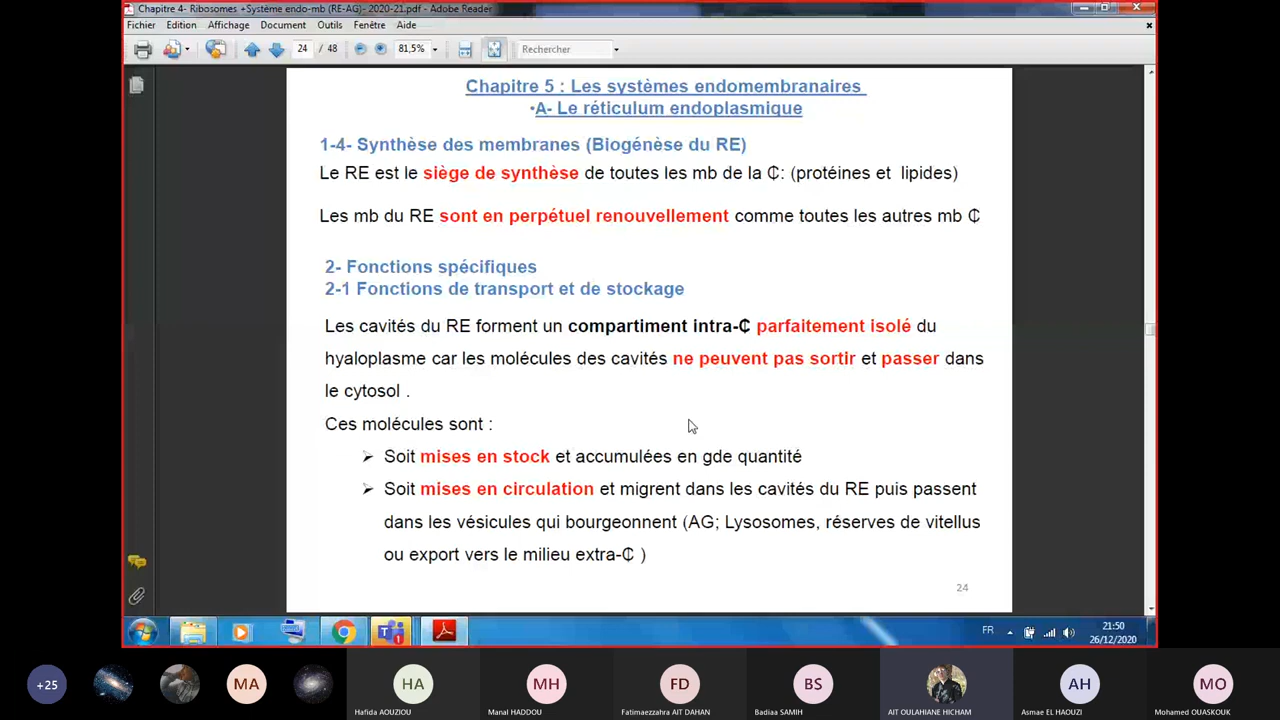 Chapitre 4- Ribosomes +Système endo-mb (RE-AG)- 2020-21.pdf - Adobe Reader
Fichier Edition Affichage Document Outils Fenêtre Aide
24 / 48 81,5% Rechercher
Chapitre 5 : Les systèmes endomembranaires
•A- Le réticulum endoplasmique
1-4- Synthèse des membranes (Biogénèse du RE)
Le RE est le siège de synthèse de toutes les mb de la ₵: (protéines et lipides)
Les mb du RE sont en perpétuel renouvellement comme toutes les autres mb ₵
2- Fonctions spécifiques
2-1 Fonctions de transport et de stockage
Les cavités du RE forment un compartiment intra-₵ parfaitement isolé du
hyaloplasme car les molécules des cavités ne peuvent pas sortir et passer dans
le cytosol .
Ces molécules sont :
➢ Soit mises en stock et accumulées en gde quantité
➢ Soit mises en circulation et migrent dans les cavités du RE puis passent
dans les vésicules qui bourgeonnent (AG; Lysosomes, réserves de vitellus
ou export vers le milieu extra-₵ )
24
FR 21:50
26/12/2020
+25 MA HA MH FD BS AH MO
Hafida AOUZIOU Manal HADDOU Fatimaezzahra AIT DAHAN Badiaa SAMIH AIT OULAHIANE HICHAM Asmae EL HAOUZI Mohamed OUASKOUK